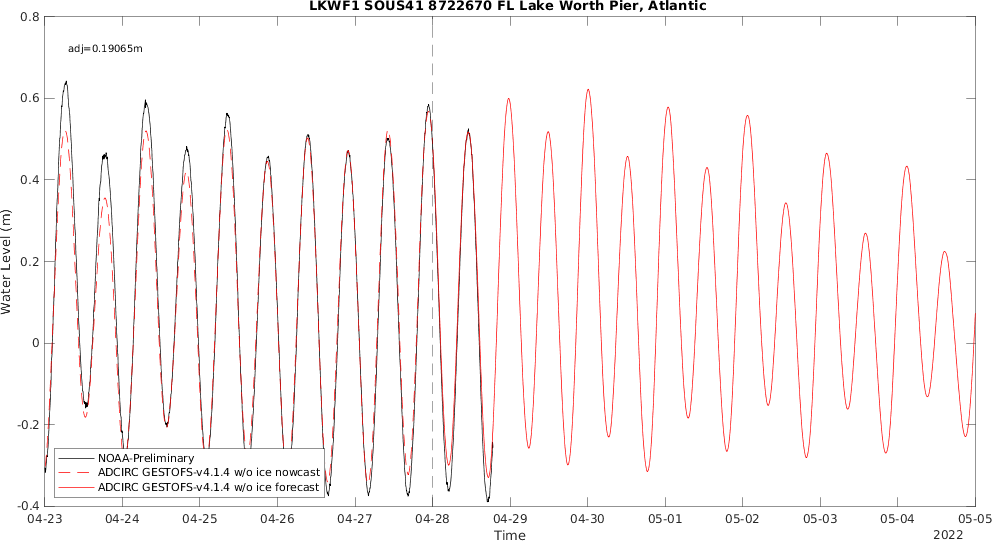 LKWF1 SOUS41 8722670 FL Lake Worth Pier, Atlantic
0.8
adj=0.19065m
0.6
0.4
0.2
0
-0.2
-0.4
Water Level (m)
NOAA-Preliminary
ADCIRC GESTOFS-v4.1.4 w/o ice nowcast
ADCIRC GESTOFS-v4.1.4 w/o ice forecast
04-23 04-24 04-25 04-26 04-27 04-28 04-29 04-30 05-01 05-02 05-03 05-04 05-05
Time
2022